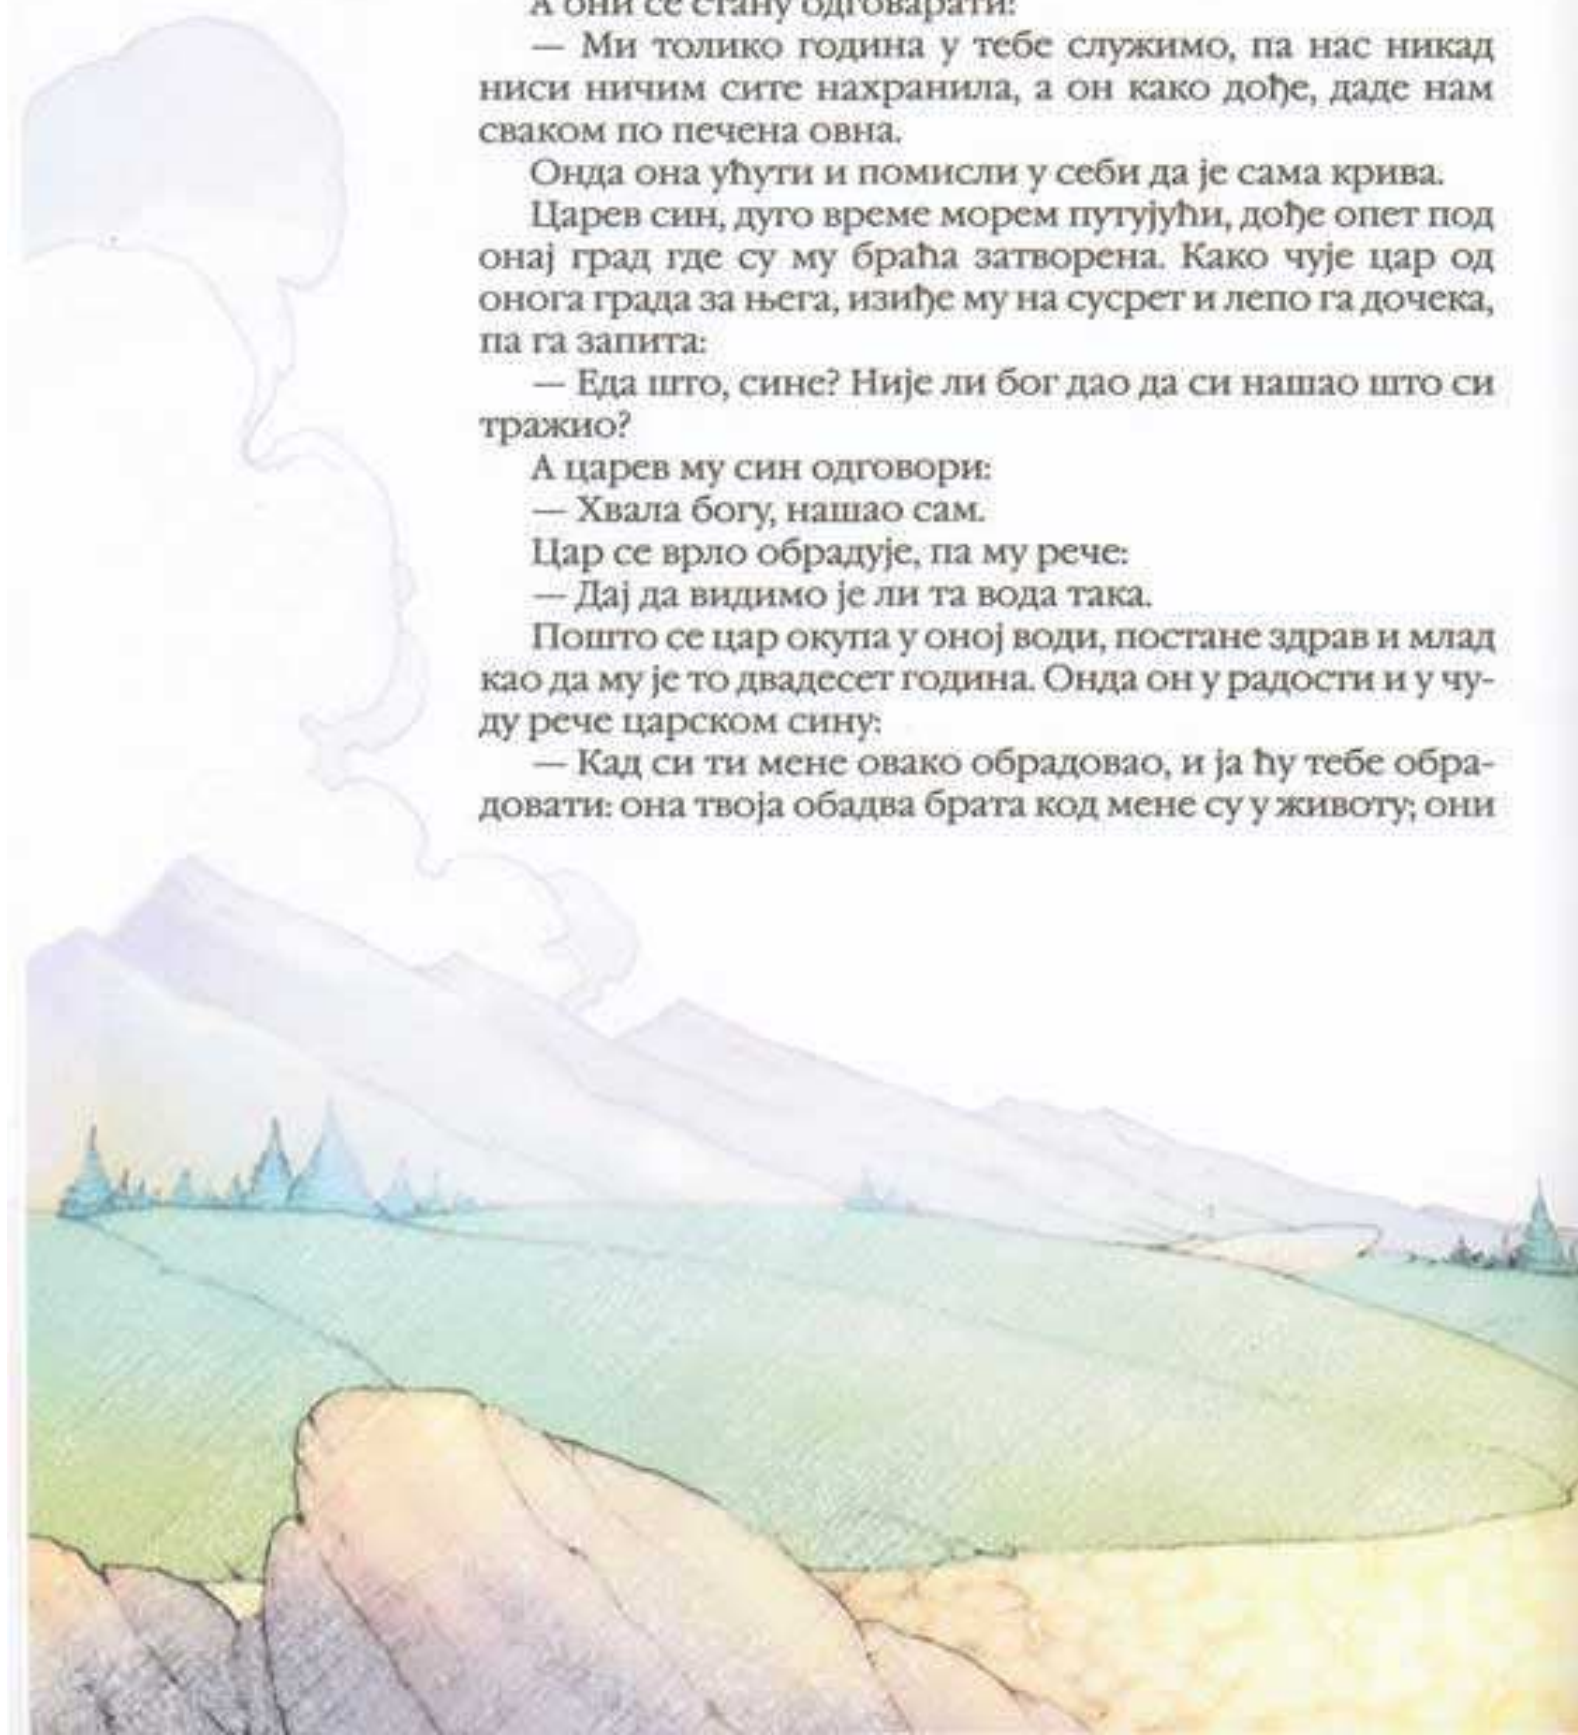 А они се стану одговарати:
— Ми толико година у тебе служимо, па нас никад
ниси ничим сите нахранила, а он како дође, даде нам
сваком по печена овна.
Онда она ућути и помисли у себи да је сама крива.
Царев син, дуго време морем путујући, дође опет под
онај град где су му браћа затворена. Како чује цар од
онога града за њега, изиђе му на сусрет и лепо га дочека,
па га запита:
— Еда што, сине? Није ли бог дао да си нашао што си
тражио?
А царев му син одговори:
— Хвала богу, нашао сам.
Цар се врло обрадује, па му рече:
— Дај да видимо је ли та вода така.
Пошто се цар окупа у оној води, постане здрав и млад
као да му је то двадесет година. Онда он у радости и у чу-
ду рече царском сину:
— Кад си ти мене овако обрадовао, и ја ћу тебе обра-
довати: она твоја обадва брата код мене су у животу; они